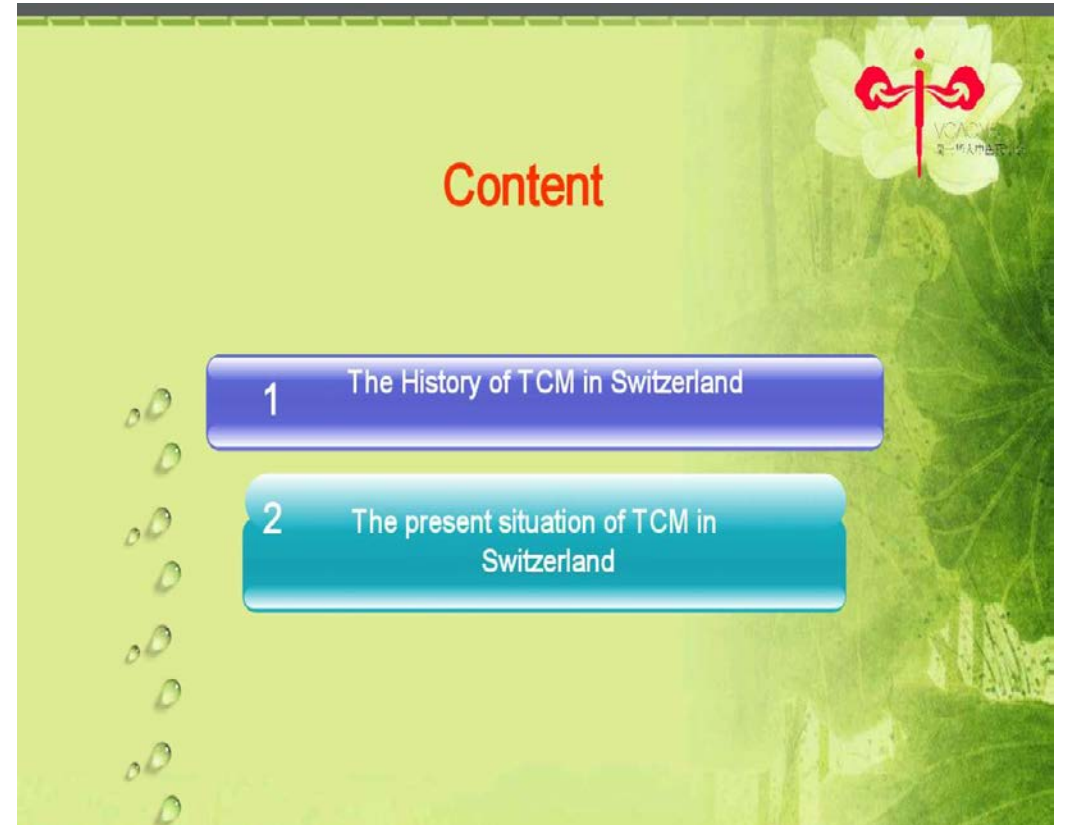 Content
1
The History of TCM in Switzerland
2
The present situation of TCM in
Switzerland